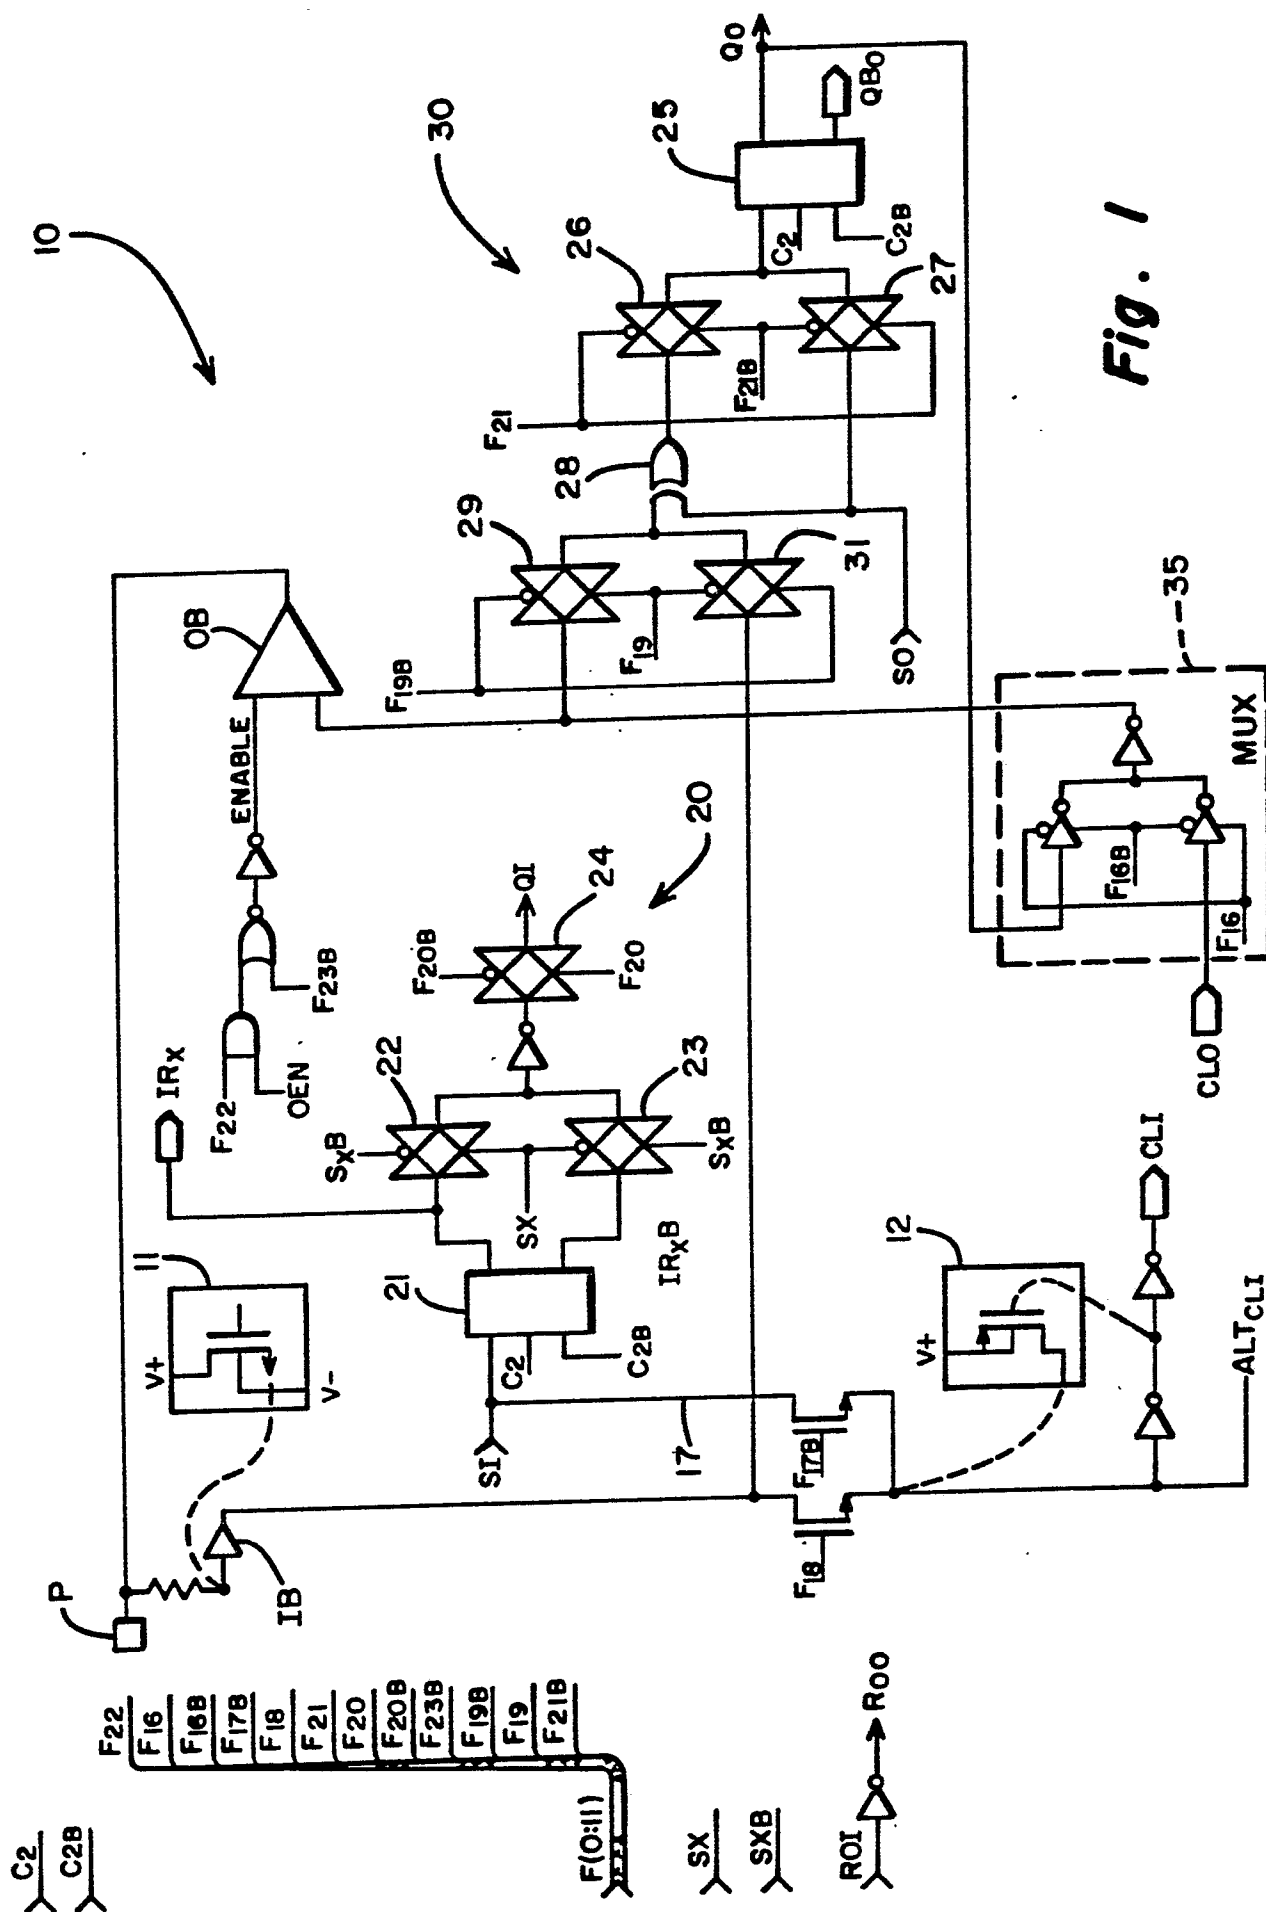 10
30
QO
QBO
25
C2
C2B
26
27
F21
F21B
28
29
31
F19B
F19
SO
OB
ENABLE
F22
OEN
F23B
IRX
QI
F20B
F20
24
20
22
23
SXB
SX
SXB
21
IRXB
C2
C2B
SI
17
11
V+
V-
12
V+
P
IB
F18
F17B
CLI
ALTCLI
35
MUX
F16B
F16
CLO
Fig. 1
C2
C2B
F22
F16
F16B
F17B
F18
F21
F20
F20B
F23B
F19B
F19
F21B
F(0:11)
SX
SXB
ROI
ROO